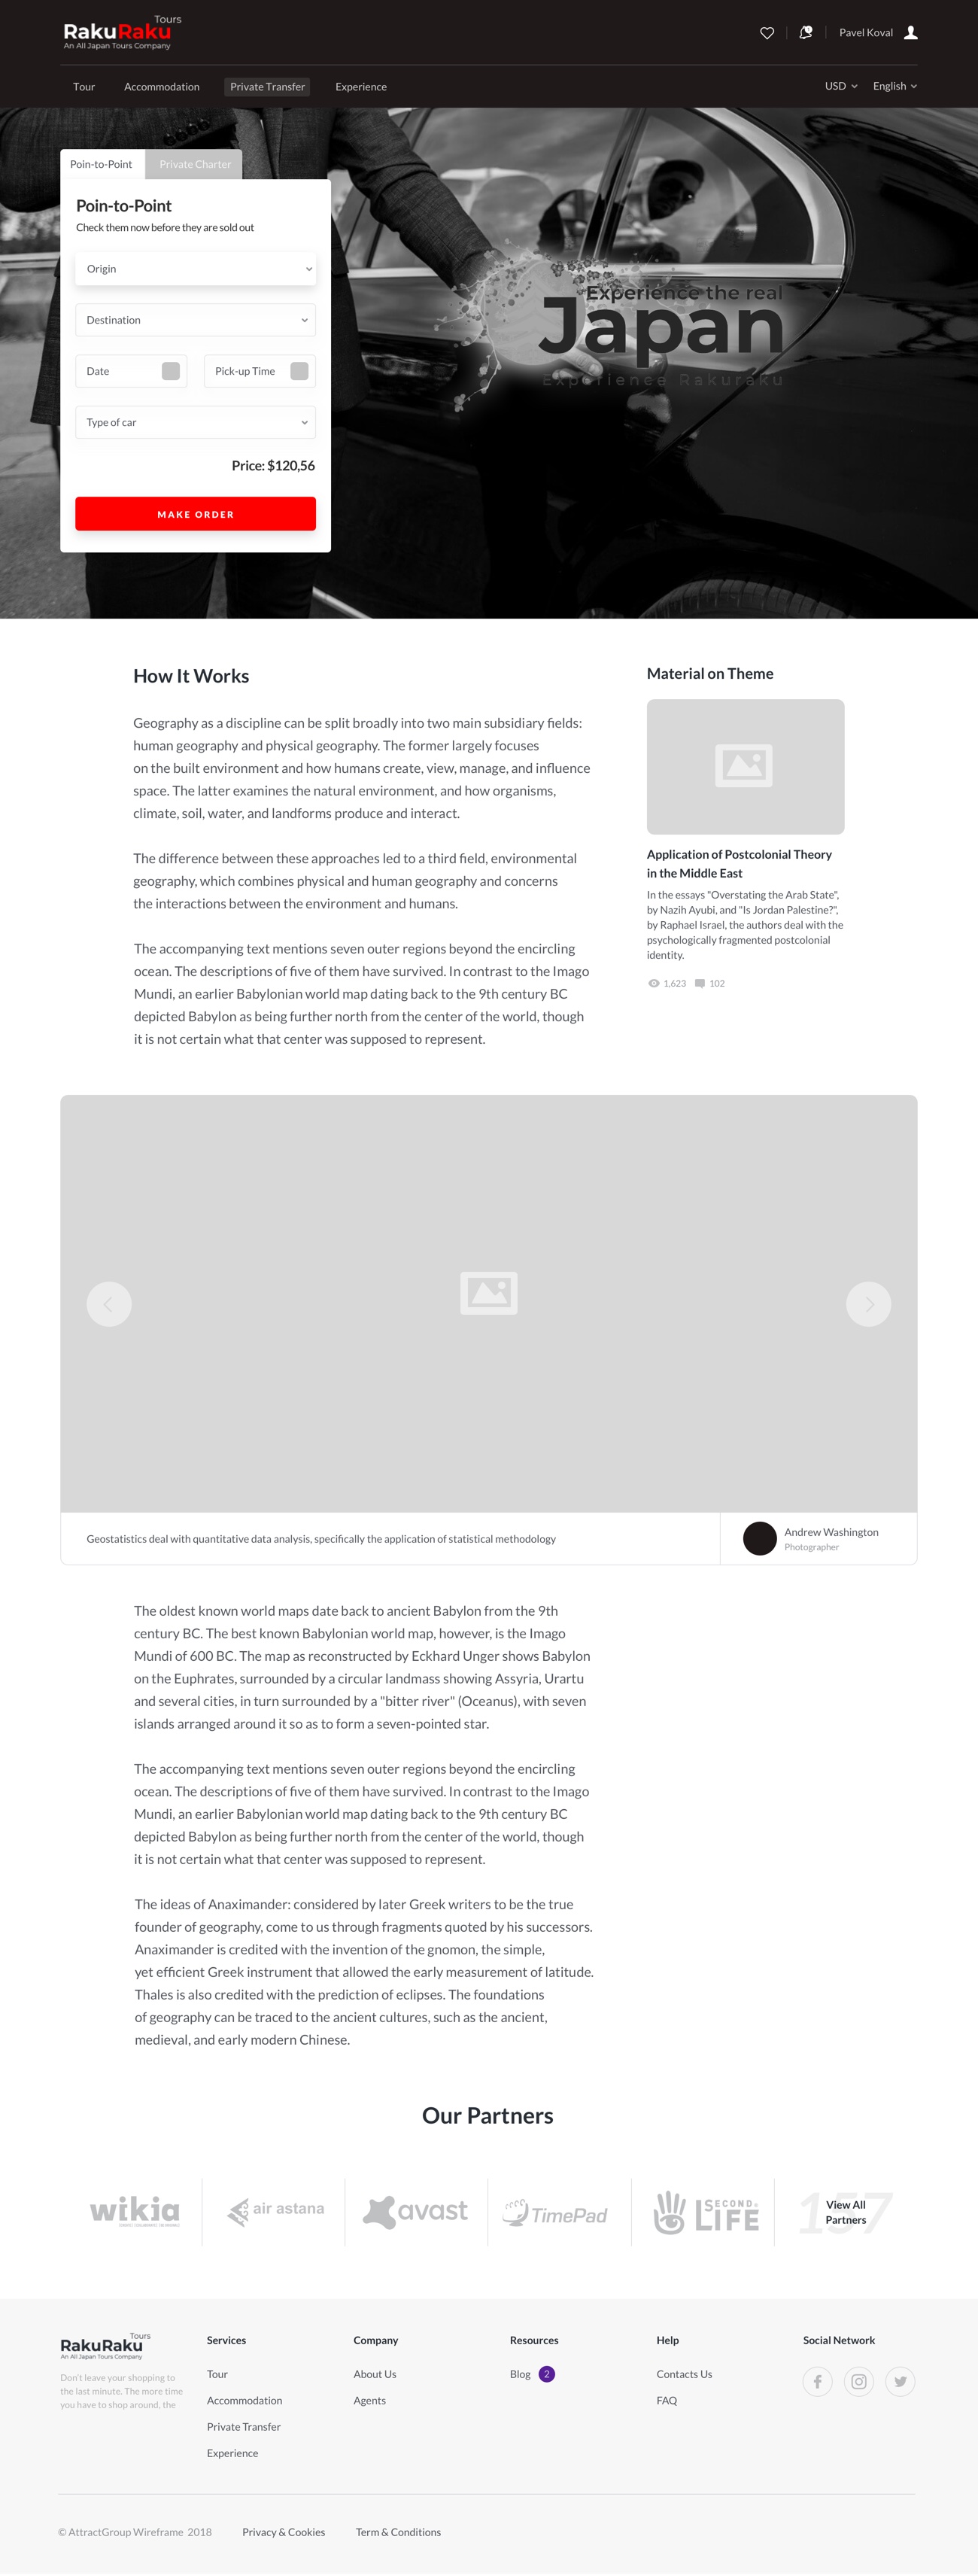 Tours
RakuRaku
An All Japan Tours Company
Pavel Koval
Tour Accommodation Private Transfer Experience
USD English
Poin-to-Point Private Charter
Poin-to-Point
Check them now before they are sold out
Origin
Destination
Date Pick-up Time
Type of car
Price: $120,56
MAKE ORDER
Experience the real
Japan
Experience Rakuraku
How It Works
Geography as a discipline can be split broadly into two main subsidiary fields:
human geography and physical geography. The former largely focuses
on the built environment and how humans create, view, manage, and influence
space. The latter examines the natural environment, and how organisms,
climate, soil, water, and landforms produce and interact.
The difference between these approaches led to a third field, environmental
geography, which combines physical and human geography and concerns
the interactions between the environment and humans.
The accompanying text mentions seven outer regions beyond the encircling
ocean. The descriptions of five of them have survived. In contrast to the Imago
Mundi, an earlier Babylonian world map dating back to the 9th century BC
depicted Babylon as being further north from the center of the world, though
it is not certain what that center was supposed to represent.
Material on Theme
Application of Postcolonial Theory
in the Middle East
In the essays "Overstating the Arab State",
by Nazih Ayubi, and "Is Jordan Palestine?",
by Raphael Israel, the authors deal with the
psychologically fragmented postcolonial
identity.
1,623 102
Geostatistics deal with quantitative data analysis, specifically the application of statistical methodology
Andrew Washington
Photographer
The oldest known world maps date back to ancient Babylon from the 9th
century BC. The best known Babylonian world map, however, is the Imago
Mundi of 600 BC. The map as reconstructed by Eckhard Unger shows Babylon
on the Euphrates, surrounded by a circular landmass showing Assyria, Urartu
and several cities, in turn surrounded by a "bitter river" (Oceanus), with seven
islands arranged around it so as to form a seven-pointed star.
The accompanying text mentions seven outer regions beyond the encircling
ocean. The descriptions of five of them have survived. In contrast to the Imago
Mundi, an earlier Babylonian world map dating back to the 9th century BC
depicted Babylon as being further north from the center of the world, though
it is not certain what that center was supposed to represent.
The ideas of Anaximander: considered by later Greek writers to be the true
founder of geography, come to us through fragments quoted by his successors.
Anaximander is credited with the invention of the gnomon, the simple,
yet efficient Greek instrument that allowed the early measurement of latitude.
Thales is also credited with the prediction of eclipses. The foundations
of geography can be traced to the ancient cultures, such as the ancient,
medieval, and early modern Chinese.
Our Partners
wikia
air astana
avast
TimePad
SECOND
LIFE
157
View All
Partners
Tours
RakuRaku
An All Japan Tours Company
Don't leave your shopping to
the last minute. The more time
you have to shop around, the
Services
Tour
Accommodation
Private Transfer
Experience
Company
About Us
Agents
Resources
Blog 2
Help
Contacts Us
FAQ
Social Network
© AttractGroup Wireframe 2018 Privacy & Cookies Term & Conditions